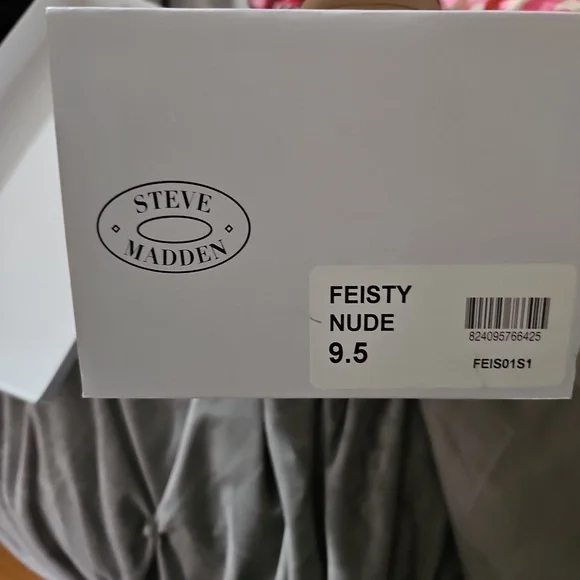 STEVE
MADDEN
FEISTY
NUDE
9.5
824095766425
FEIS01S1